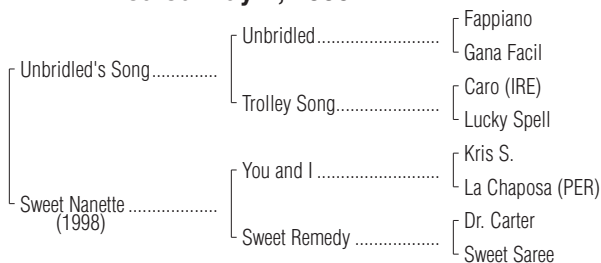 Fappiano
Unbridled..............................
Gana Facil
Unbridled's Song................
Caro (IRE)
Trolley Song.........................
Lucky Spell
Kris S.
You and I ..............................
La Chaposa (PER)
Sweet Nanette ......................
(1998)
Dr. Carter
Sweet Remedy .....................
Sweet Saree